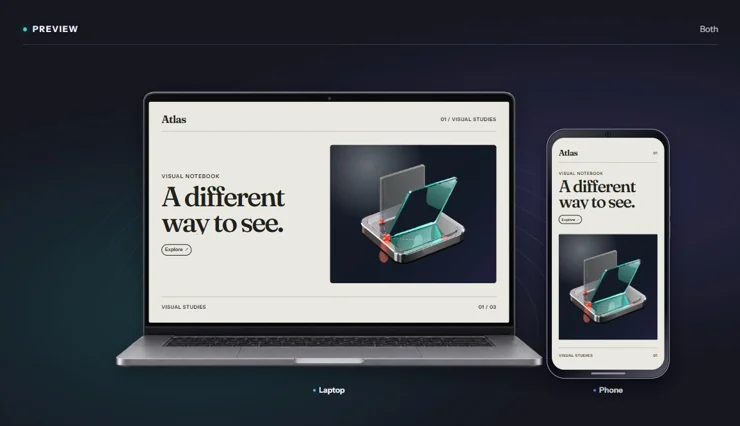 PREVIEW
Both
Atlas
01 / VISUAL STUDIES
VISUAL NOTEBOOK
A different
way to see.
Explore ↗
VISUAL STUDIES
01 / 03
Laptop
Atlas
01
VISUAL NOTEBOOK
A different
way to see.
Explore ↗
VISUAL STUDIES
01
Phone